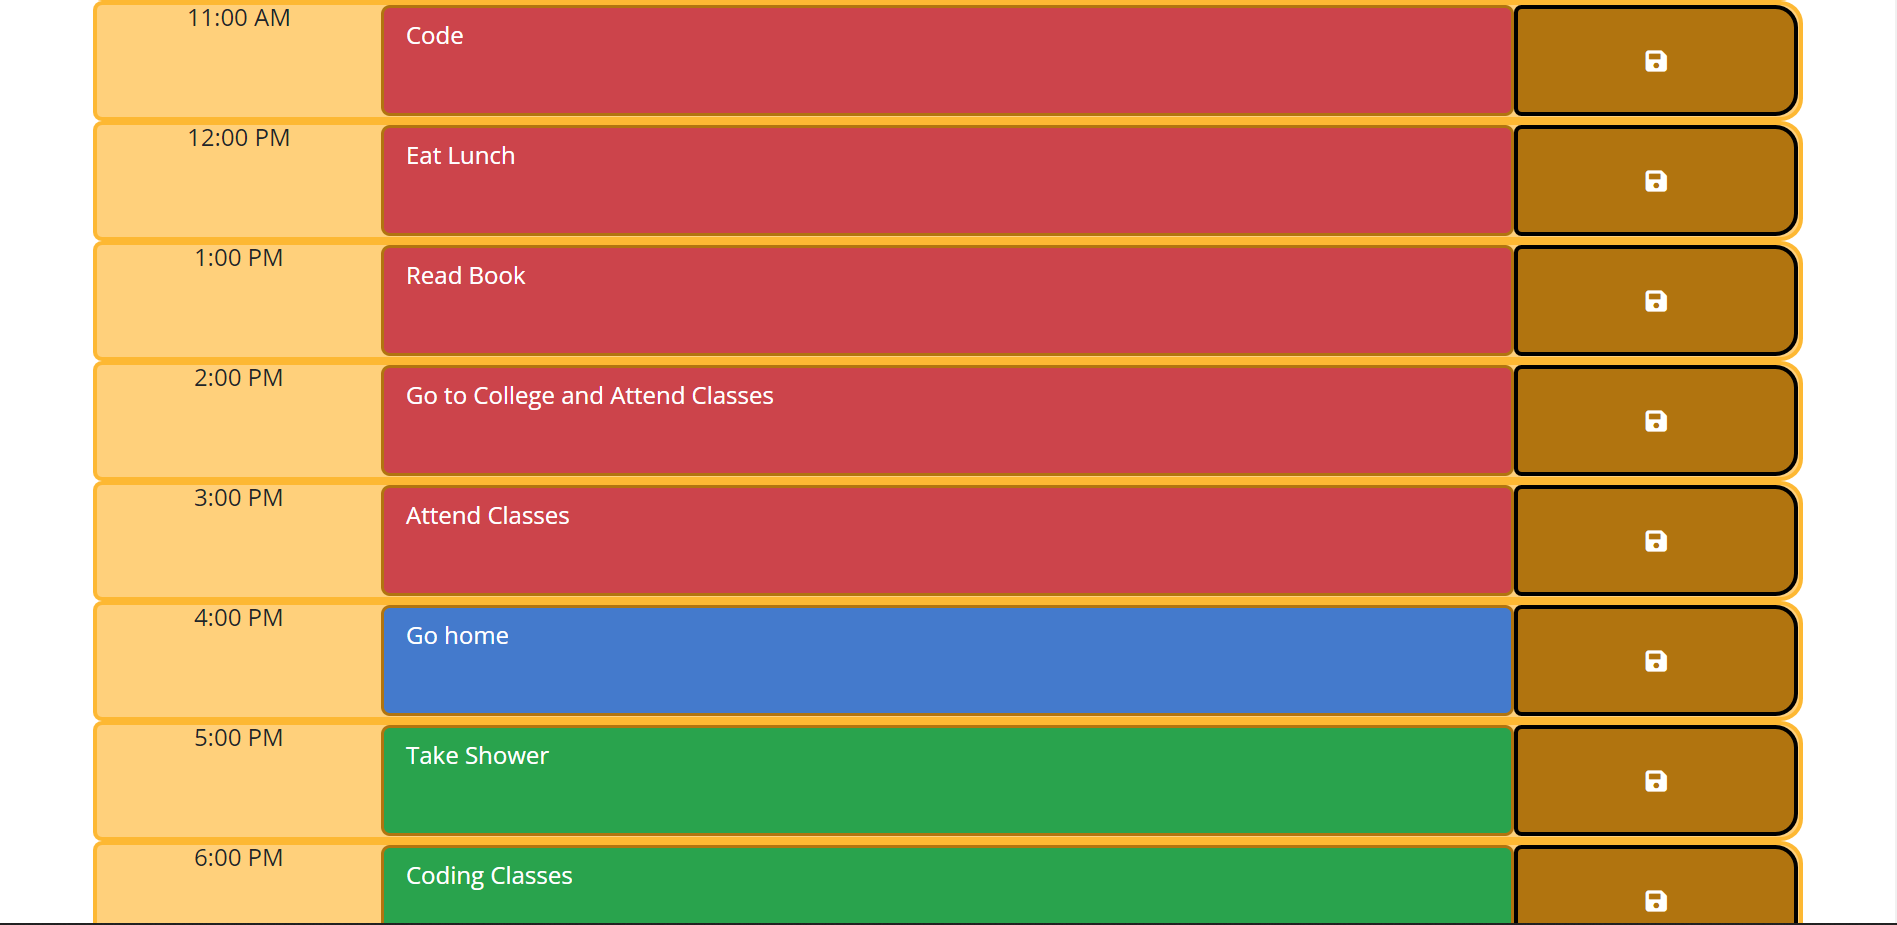 11:00 AM
Code
12:00 PM
Eat Lunch
1:00 PM
Read Book
2:00 PM
Go to College and Attend Classes
3:00 PM
Attend Classes
4:00 PM
Go home
5:00 PM
Take Shower
6:00 PM
Coding Classes